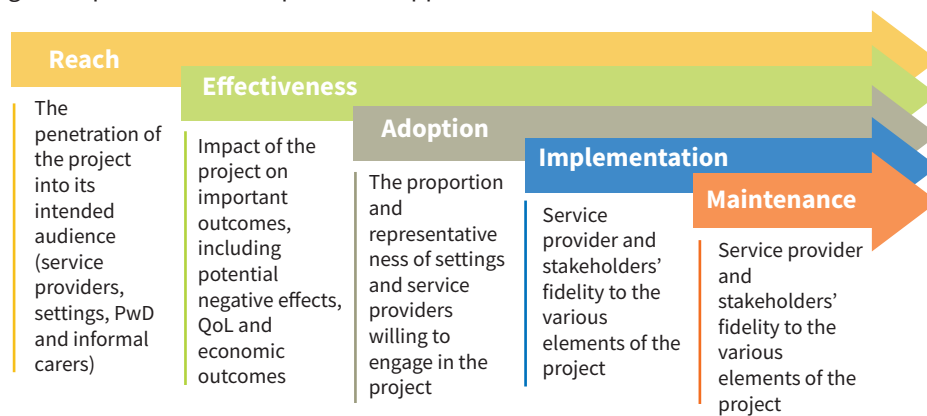 Reach
The
penetration of
the project
into its
intended
audience
(service
providers,
settings, PwD
and informal
carers)
Effectiveness
Impact of the
project on
important
outcomes,
including
potential
negative effects,
QoL and
economic
outcomes
Adoption
The proportion
and
representative
ness of settings
and service
providers
willing to
engage in the
project
Implementation
Service
provider and
stakeholders’
fidelity to the
various
elements of the
project
Maintenance
Service provider
and
stakeholders’
fidelity to the
various
elements of the
project